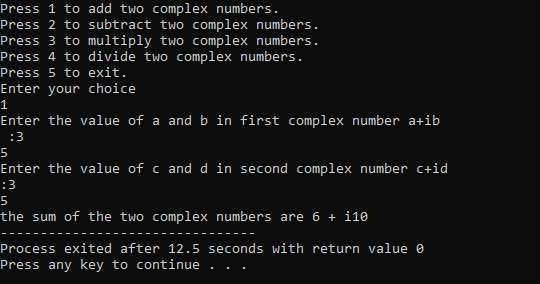 Press 1 to add two complex numbers.
Press 2 to subtract two complex numbers.
Press 3 to multiply two complex numbers.
Press 4 to divide two complex numbers.
Press 5 to exit.
Enter your choice
1
Enter the value of a and b in first complex number a+ib
 :3
5
Enter the value of c and d in second complex number c+id
:3
5
the sum of the two complex numbers are 6 + i10
--------------------------------
Process exited after 12.5 seconds with return value 0
Press any key to continue . . .